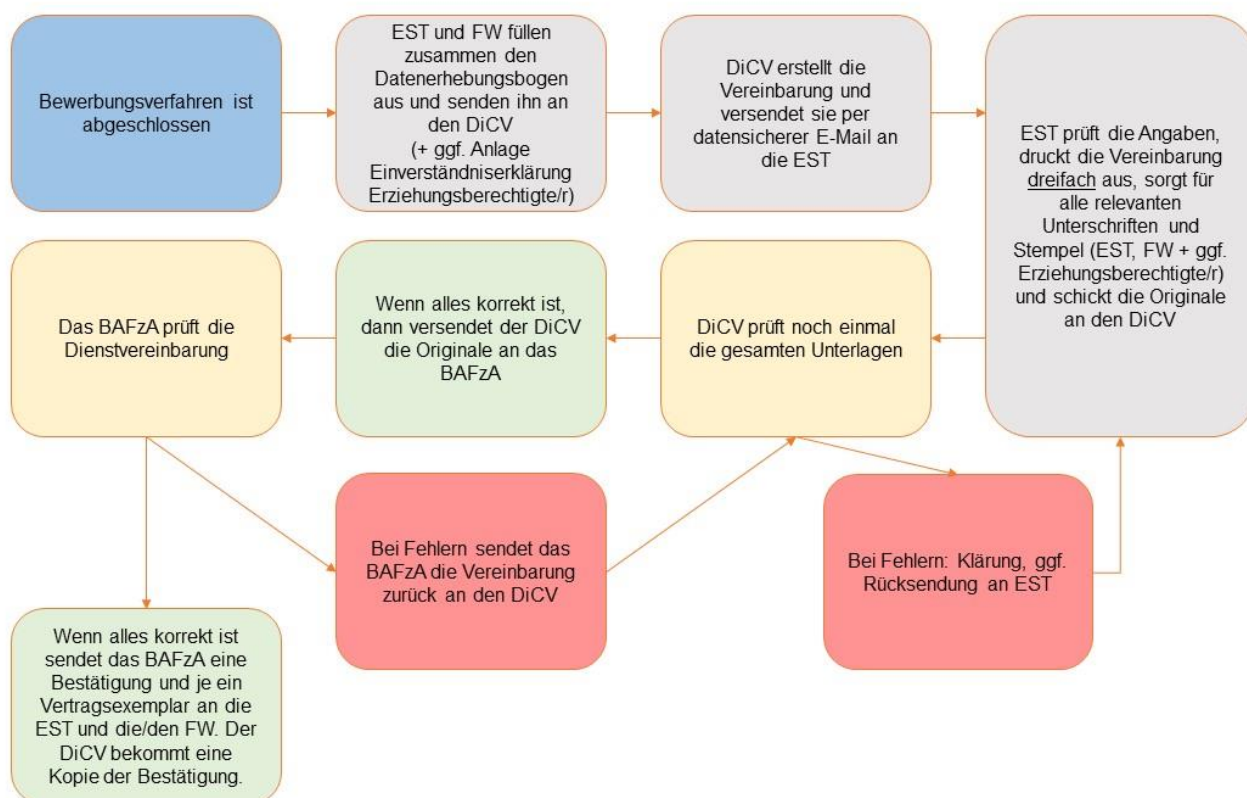 Bewerbungsverfahren ist
abgeschlossen
EST und FW füllen
zusammen den
Datenerhebungsbogen
aus und senden ihn an
den DiCV
(+ ggf. Anlage
Einverständniserklärung
Erziehungsberechtigte/r)
DiCV erstellt die
Vereinbarung und
versendet sie per
datensicherer E-Mail an
die EST
EST prüft die Angaben,
druckt die Vereinbarung
dreifach aus, sorgt für
alle relevanten
Unterschriften und
Stempel (EST, FW + ggf.
Erziehungsberechtigte/r)
und schickt die Originale
an den DiCV
DiCV prüft noch einmal
die gesamten Unterlagen
Wenn alles korrekt ist,
dann versendet der DiCV
die Originale an das
BAFzA
Das BAFzA prüft die
Dienstvereinbarung
Bei Fehlern sendet das
BAFzA die Vereinbarung
zurück an den DiCV
Bei Fehlern: Klärung, ggf.
Rücksendung an EST
Wenn alles korrekt ist
sendet das BAFzA eine
Bestätigung und je ein
Vertragsexemplar an die
EST und die/den FW. Der
DiCV bekommt eine
Kopie der Bestätigung.